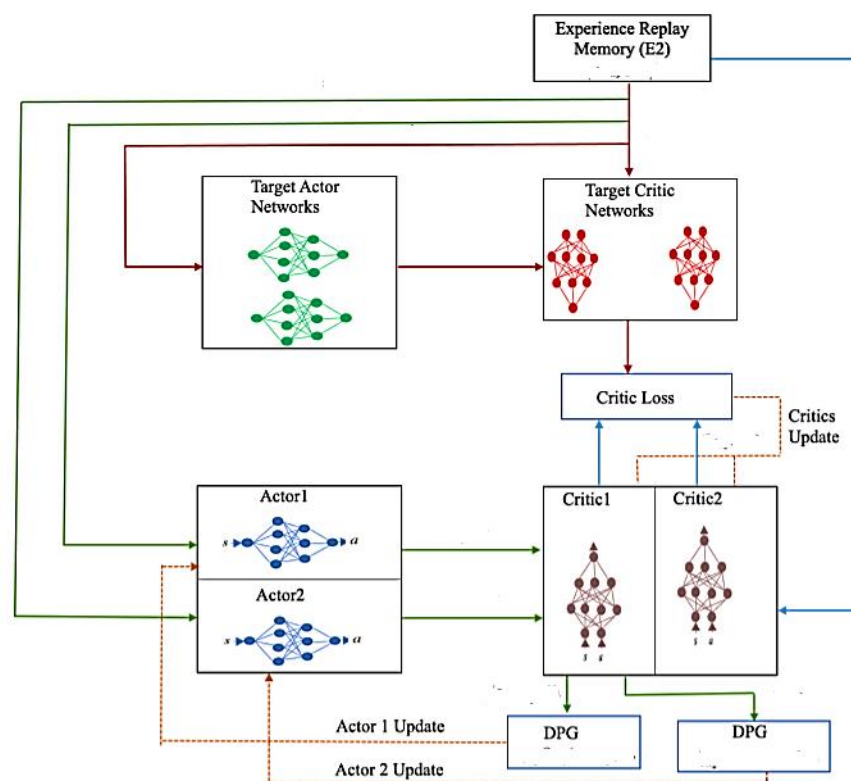 Experience Replay
Memory (E2)
Target Actor
Networks
Target Critic
Networks
Critic Loss
Critics
Update
Actor1
s
a
Actor2
s
a
Critic1
Critic2
s
s
Actor 1 Update
DPG
DPG
Actor 2 Update